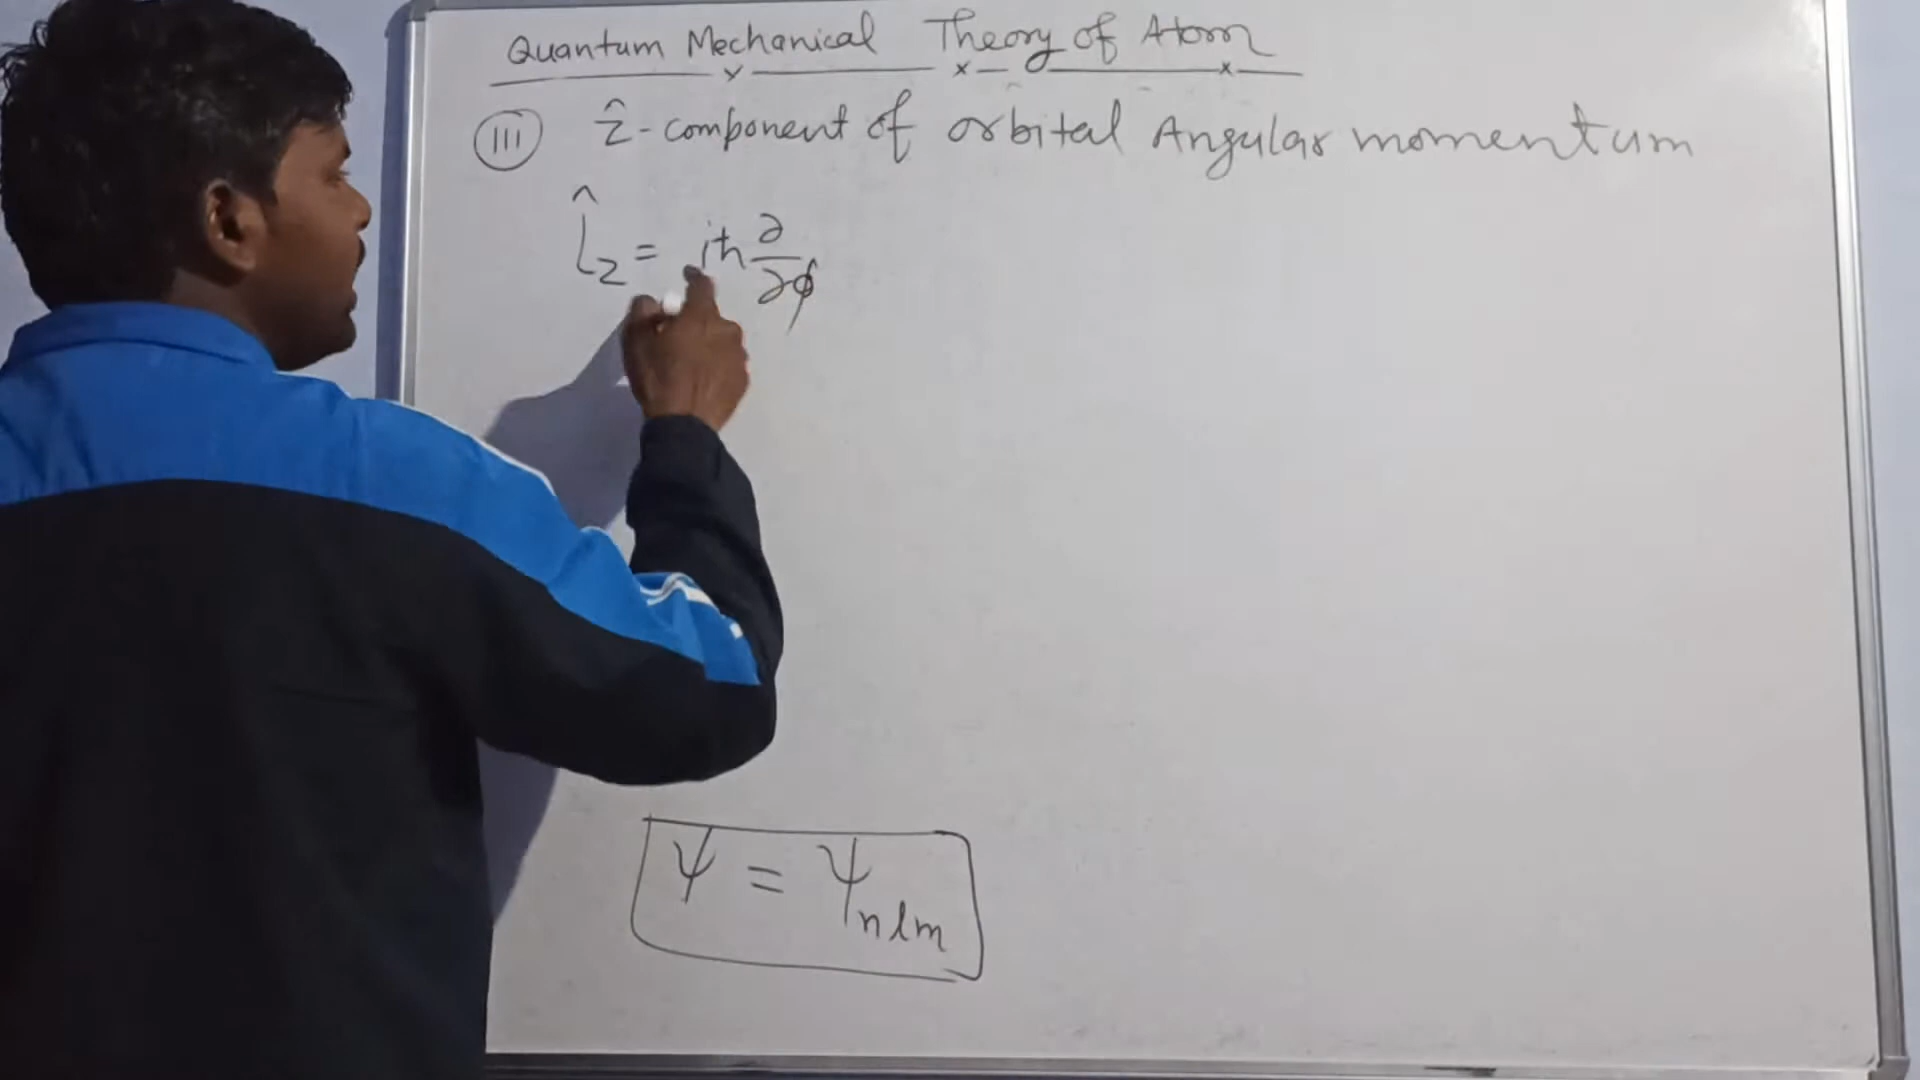 Quantum Mechanical Theory of Atom
III ẑ-component of orbital Angular momentum
L̂z = iħ ∂/∂ϕ
ψ = ψnlm